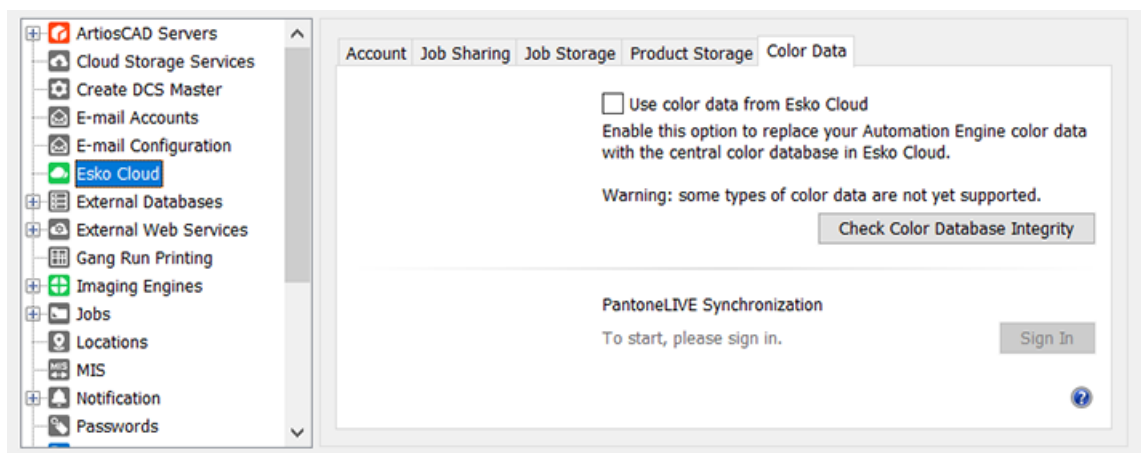 ArtiosCAD Servers
Cloud Storage Services
Create DCS Master
E-mail Accounts
E-mail Configuration
Esko Cloud
External Databases
External Web Services
Gang Run Printing
Imaging Engines
Jobs
Locations
MIS
MIS
Notification
Passwords
Account Job Sharing Job Storage Product Storage Color Data
Use color data from Esko Cloud
Enable this option to replace your Automation Engine color data
with the central color database in Esko Cloud.
Warning: some types of color data are not yet supported.
Check Color Database Integrity
PantoneLIVE Synchronization
To start, please sign in.
Sign In
?